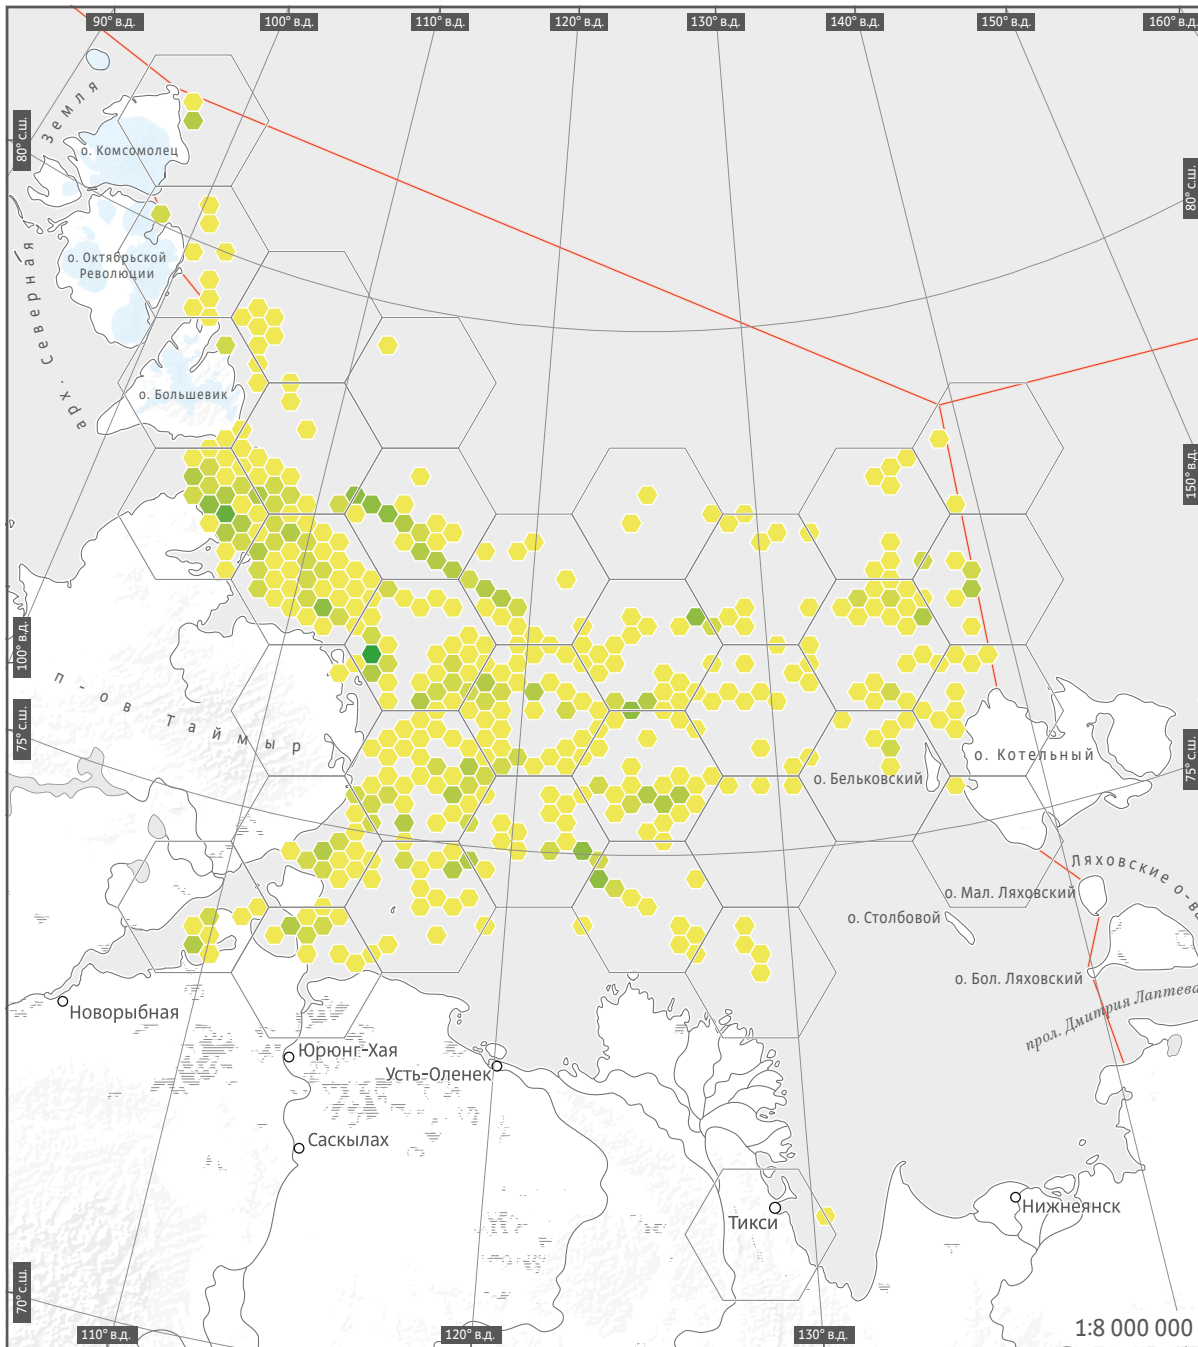 90° в.д.
100° в.д.
110° в.д.
120° в.д.
130° в.д.
140° в.д.
150° в.д.
160° в.д.
80° с.ш.
80° с.ш.
арх. Северная Земля
о. Комсомолец
о. Октябрьской
Революции
о. Большевик
150° в.д.
100° в.д.
п-ов Таймыр
75° с.ш.
75° с.ш.
о. Котельный
о. Бельковский
Ляховские о-ва
о. Мал. Ляховский
о. Столбовой
о. Бол. Ляховский
прол. Дмитрия Лаптева
Новорыбная
Юрюнг-Хая
Усть-Оленек
Саскылах
Тикси
Нижнеянск
70° с.ш.
110° в.д.
120° в.д.
130° в.д.
1:8 000 000